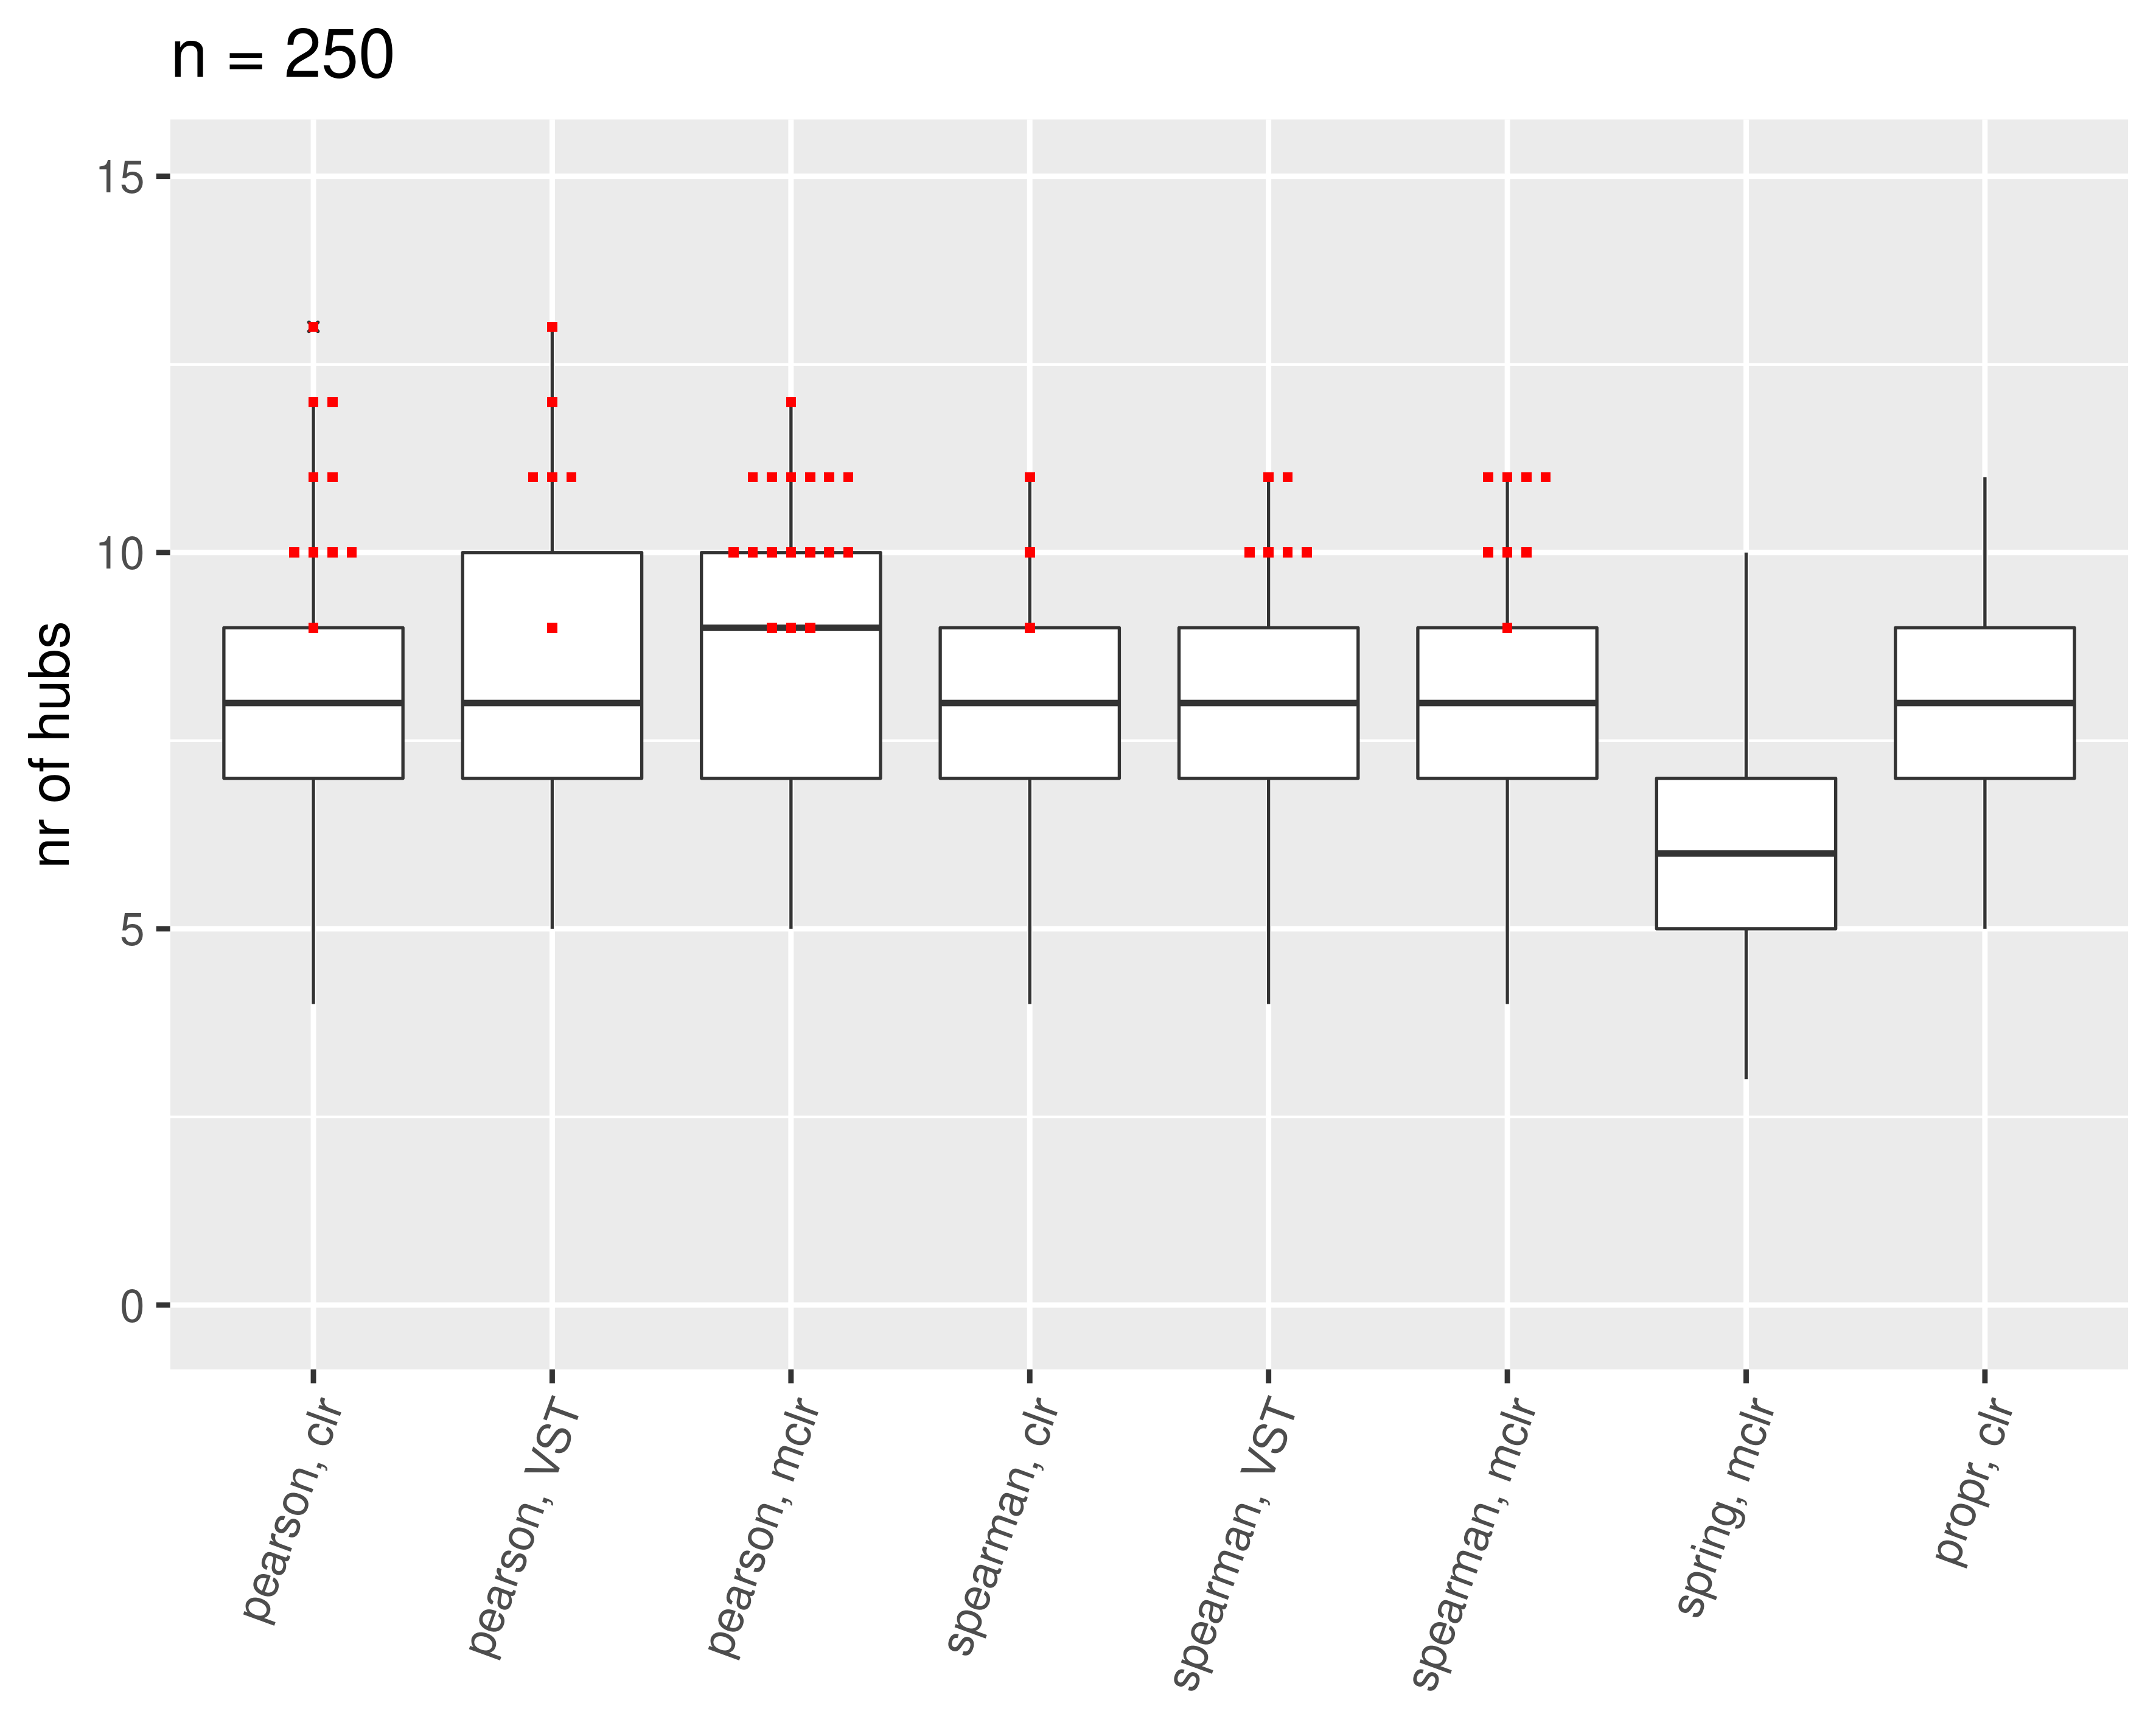 n = 250
nr of hubs
15
10
5
0
pearson, clr
pearson, VST
pearson, mclr
spearman, clr
spearman, VST
spearman, mclr
spring, mclr
propr, clr